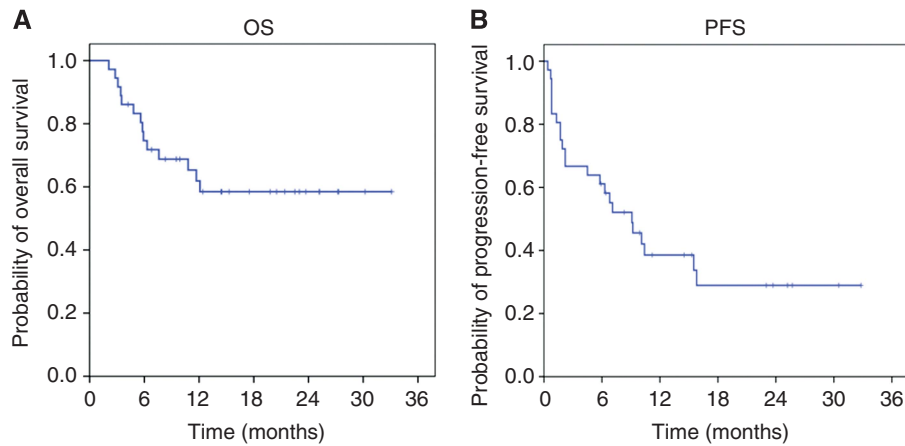 A
OS
Probability of overall survival
1.0
0.8
0.6
0.4
0.2
0.0
0 6 12 18 24 30 36
Time (months)
B
PFS
Probability of progression-free survival
1.0
0.8
0.6
0.4
0.2
0.0
0 6 12 18 24 30 36
Time (months)